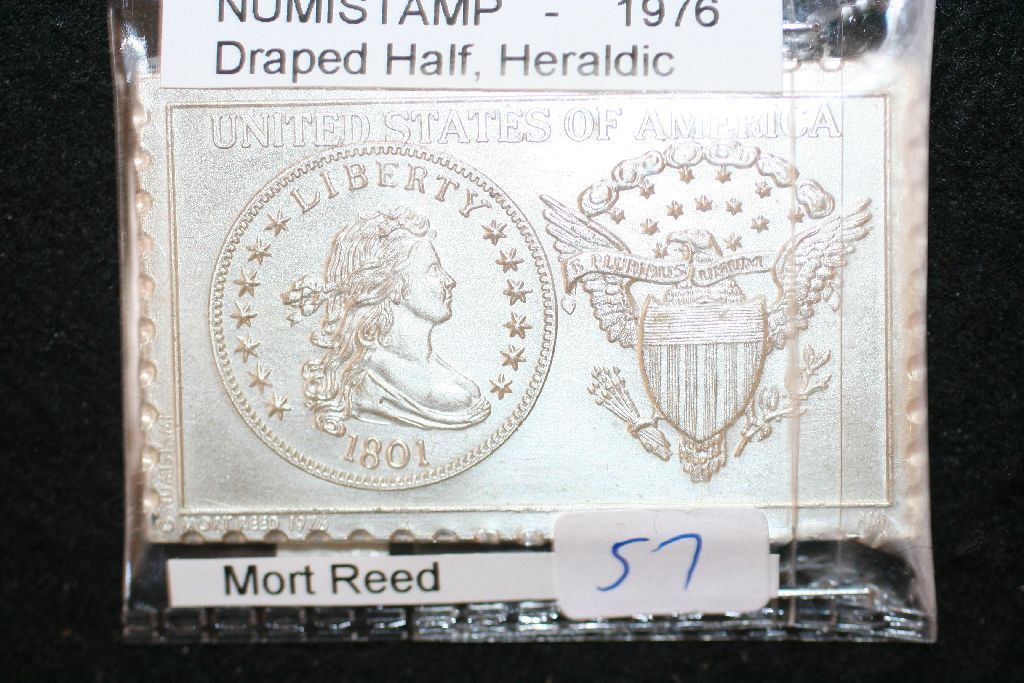 NUMISTAMP - 1976
Draped Half, Heraldic
UNITED STATES OF AMERICA
LIBERTY
E PLURIBUS UNUM
1801
© MORT REED 1976
57
Mort Reed